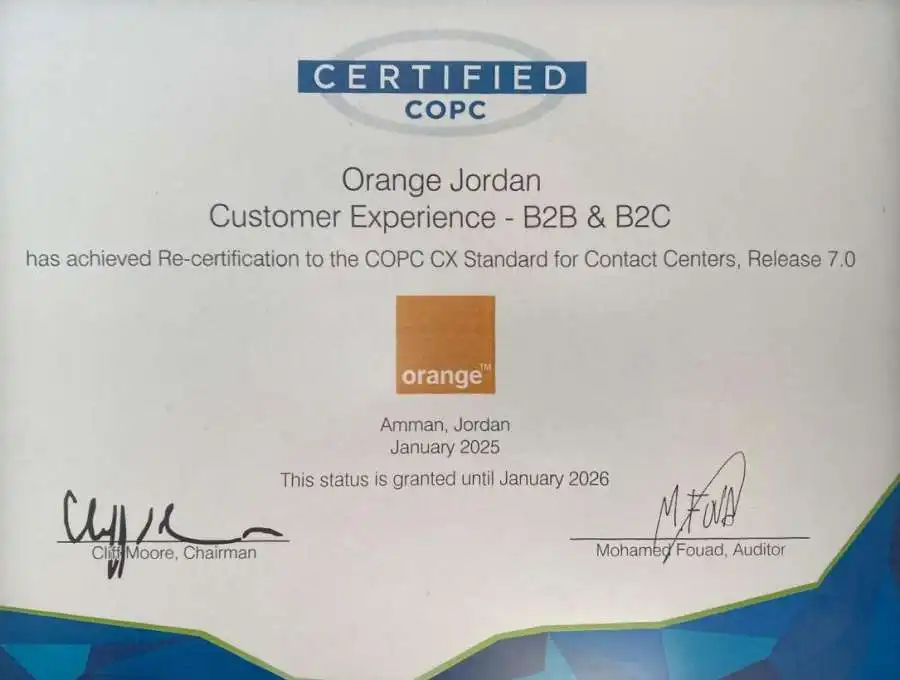 CERTIFIED
COPC
Orange Jordan
Customer Experience - B2B & B2C
has achieved Re-certification to the COPC CX Standard for Contact Centers, Release 7.0
orange™
Amman, Jordan
January 2025
This status is granted until January 2026
M. Fouad
Cliff Moore, Chairman
Mohamed Fouad, Auditor